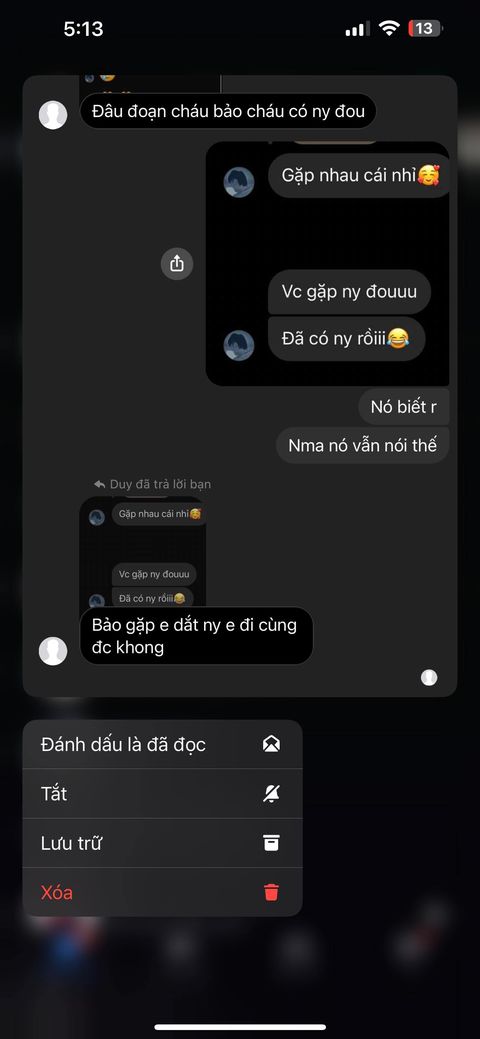 5:13
13
Đâu đoạn cháu bảo cháu có ny đou
Gặp nhau cái nhỉ🥰
Vc gặp ny đouuu
Đã có ny rồiii😂
Nó biết r
Nma nó vẫn nói thế
Duy đã trả lời bạn
Gặp nhau cái nhỉ🥰
Vc gặp ny đouuu
Đã có ny rồiii😂
Bảo gặp e dắt ny e đi cùng
đc khong
Đánh dấu là đã đọc
Tắt
Lưu trữ
Xóa